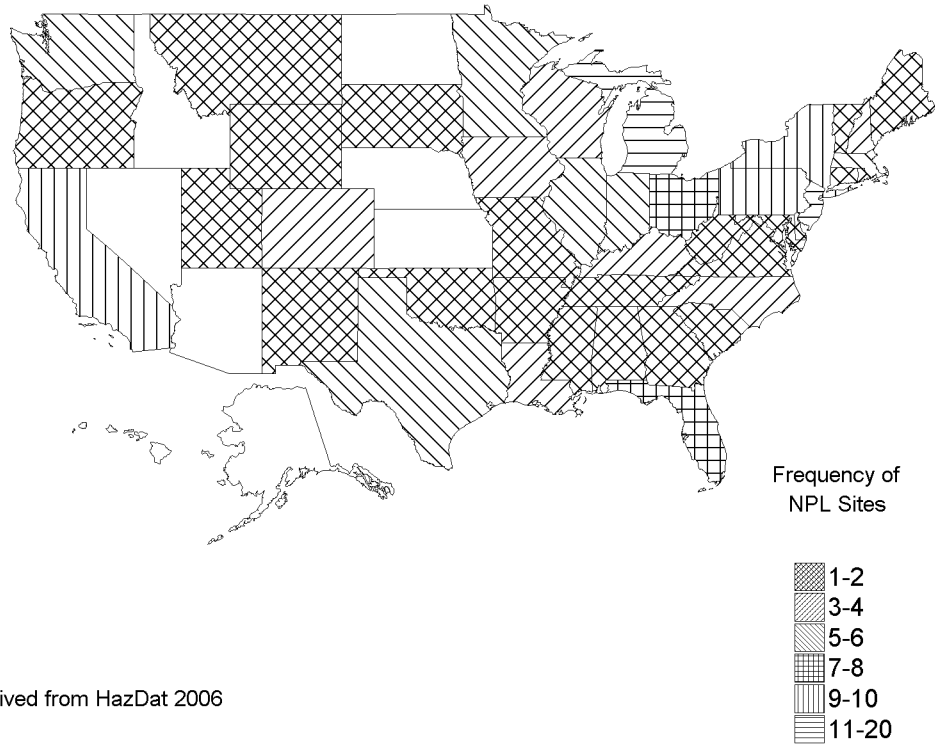 Frequency of
NPL Sites
1-2
3-4
5-6
7-8
9-10
11-20
from HazDat 2006